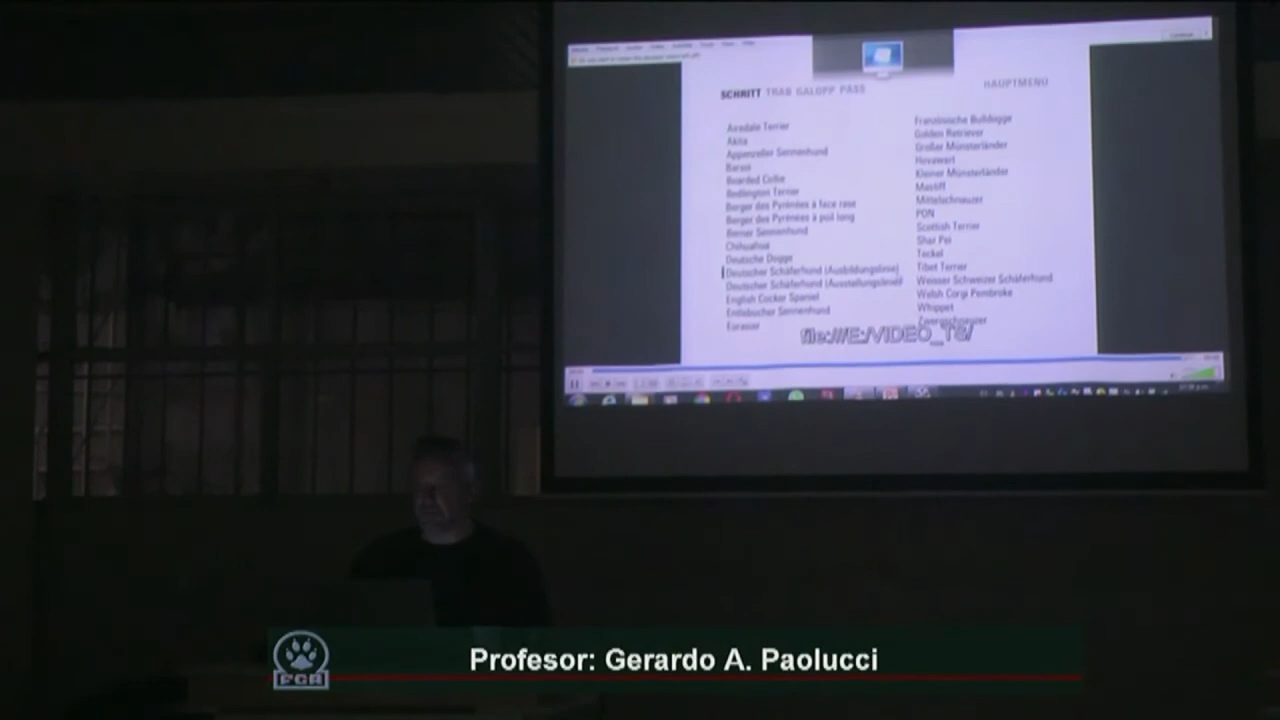 SCHRITT TRAB GALOPP PASS
HAUPTMENÜ
Airedale Terrier
Akita
Appenzeller Sennenhund
Barsoi
Bearded Collie
Bedlington Terrier
Berger des Pyrénées à face rase
Berger des Pyrénées à poil long
Berner Sennenhund
Chihuahua
Deutsche Dogge
Deutscher Schäferhund (Ausbildungslinie)
Deutscher Schäferhund (Ausstellungslinie)
English Cocker Spaniel
Entlebucher Sennenhund
Eurasier
Französische Bulldogge
Golden Retriever
Großer Münsterländer
Hovawart
Kleiner Münsterländer
Mastiff
Mittelschnauzer
PON
Scottish Terrier
Shar Pei
Teckel
Tibet Terrier
Weisser Schweizer Schäferhund
Welsh Corgi Pembroke
Whippet
Zwergschnauzer
Profesor: Gerardo A. Paolucci
FCR